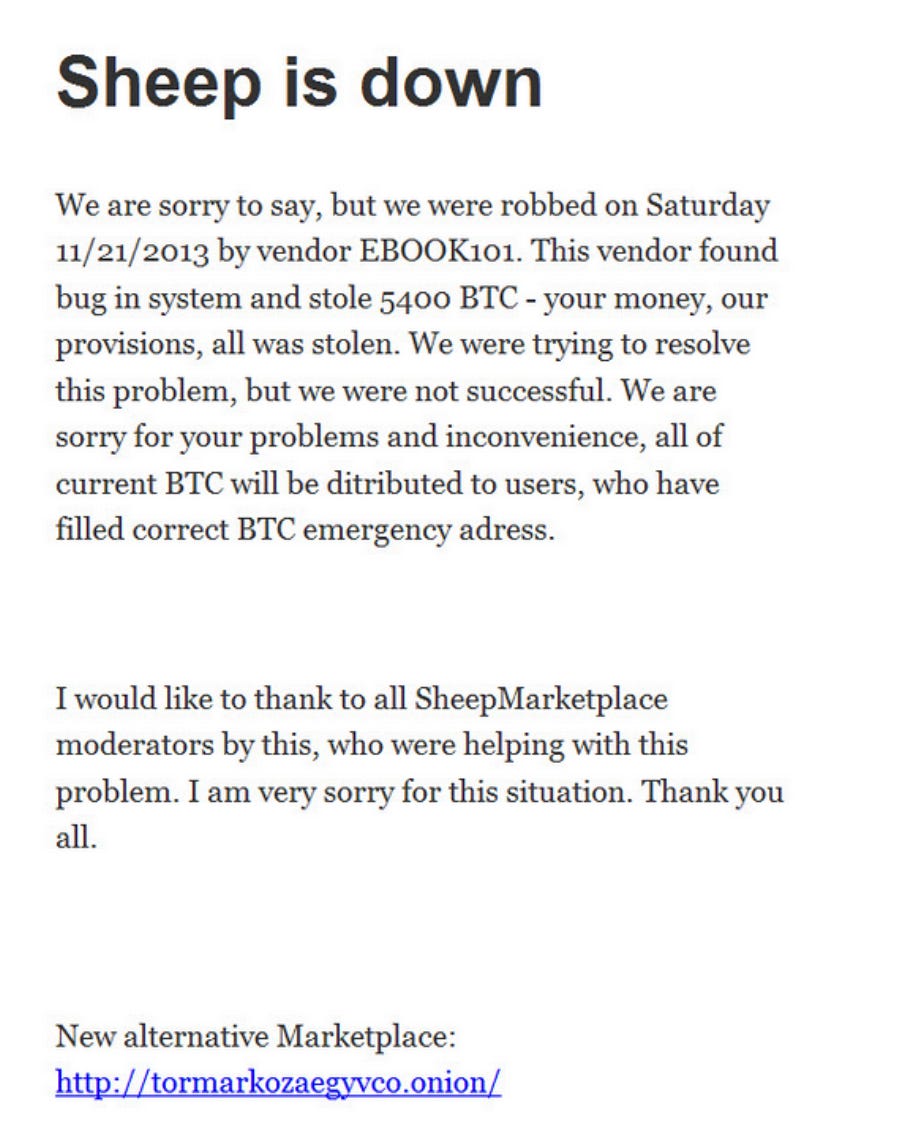 Sheep is down
We are sorry to say, but we were robbed on Saturday
11/21/2013 by vendor EBOOK101. This vendor found
bug in system and stole 5400 BTC - your money, our
provisions, all was stolen. We were trying to resolve
this problem, but we were not successful. We are
sorry for your problems and inconvenience, all of
current BTC will be ditributed to users, who have
filled correct BTC emergency adress.
I would like to thank to all SheepMarketplace
moderators by this, who were helping with this
problem. I am very sorry for this situation. Thank you
all.
New alternative Marketplace:
http://tormarkozaegyvco.onion/